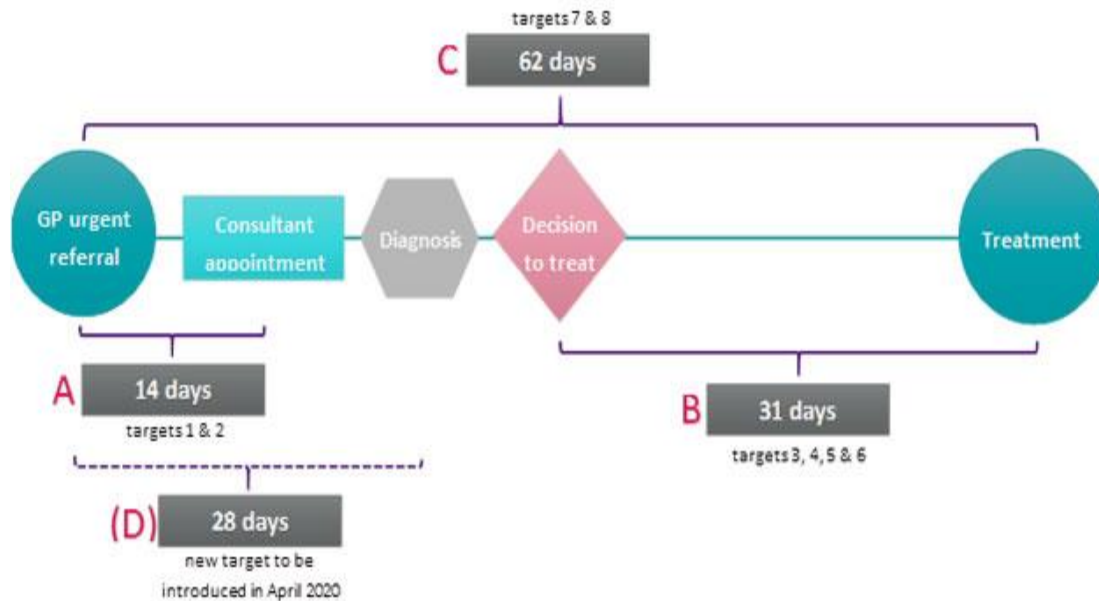 targets 7 & 8
C
62 days
GP urgent
referral
Consultant
appointment
Diagnosis
Decision
to treat
Treatment
A
14 days
targets 1 & 2
B
31 days
targets 3, 4, 5 & 6
(D)
28 days
new target to be
introduced in April 2020